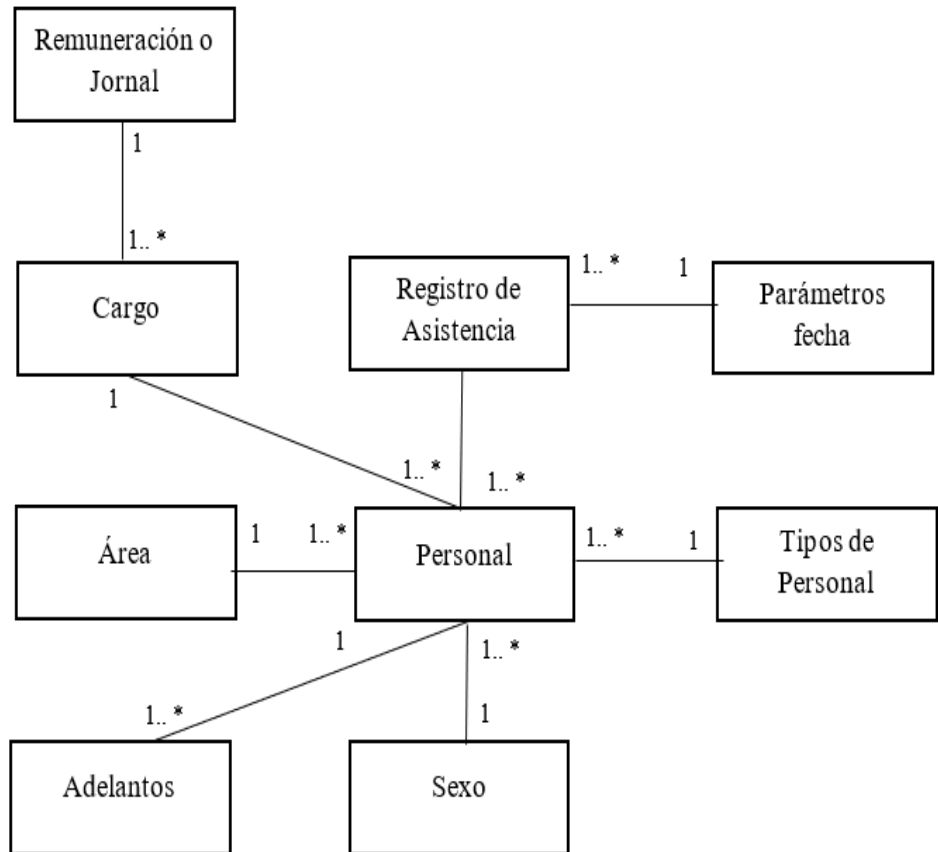 Remuneración o
Jornal
1
1.. *
Cargo
Registro de
Asistencia
1.. *
1
Parámetros
fecha
1
1.. *
1.. *
Área
1
1.. *
Personal
1.. *
1
Tipos de
Personal
1
1.. *
1.. *
1
Adelantos
Sexo